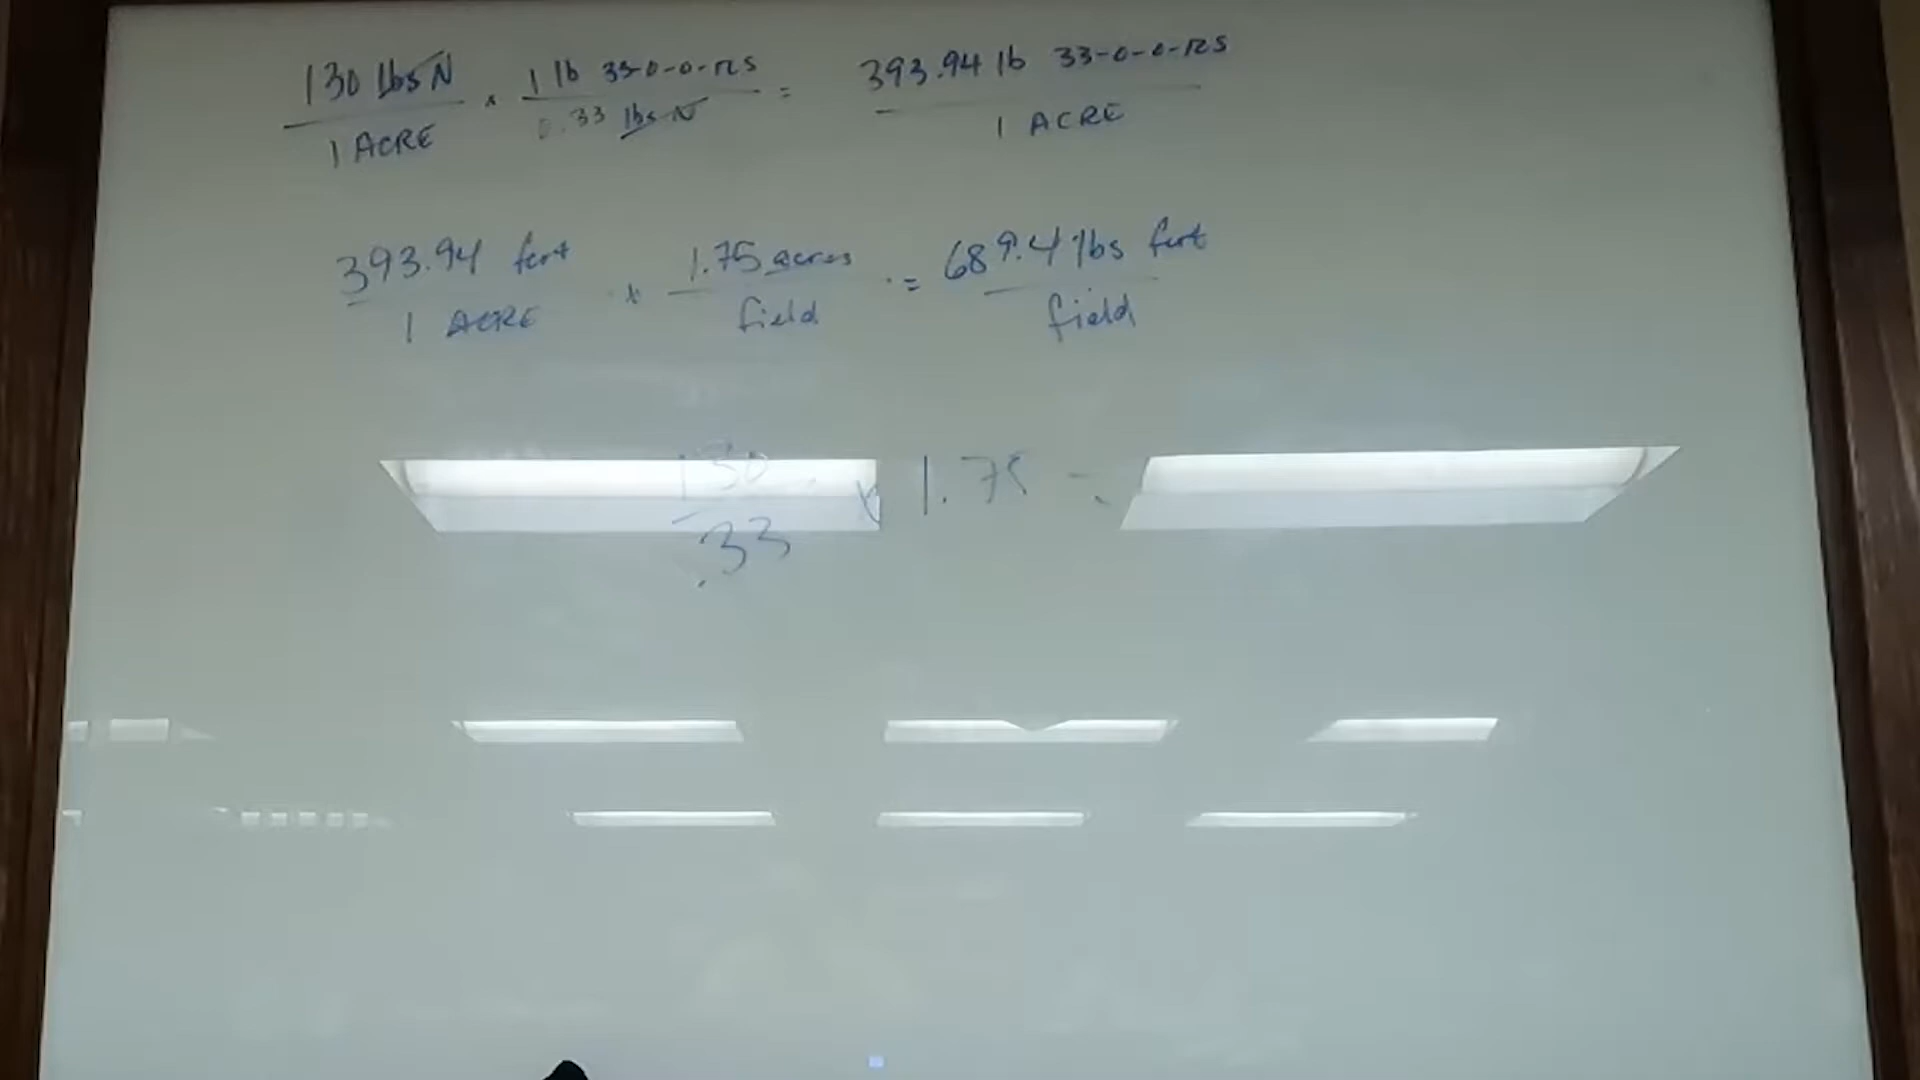 130 lbs N / 1 ACRE × 1 lb 33-0-0-12S / 0.33 lbs N = 393.94 lb 33-0-0-12S / 1 ACRE
393.94 fert / 1 ACRE × 1.75 acres / field = 689.4 lbs fert / field
130 / .33 × 1.75 =